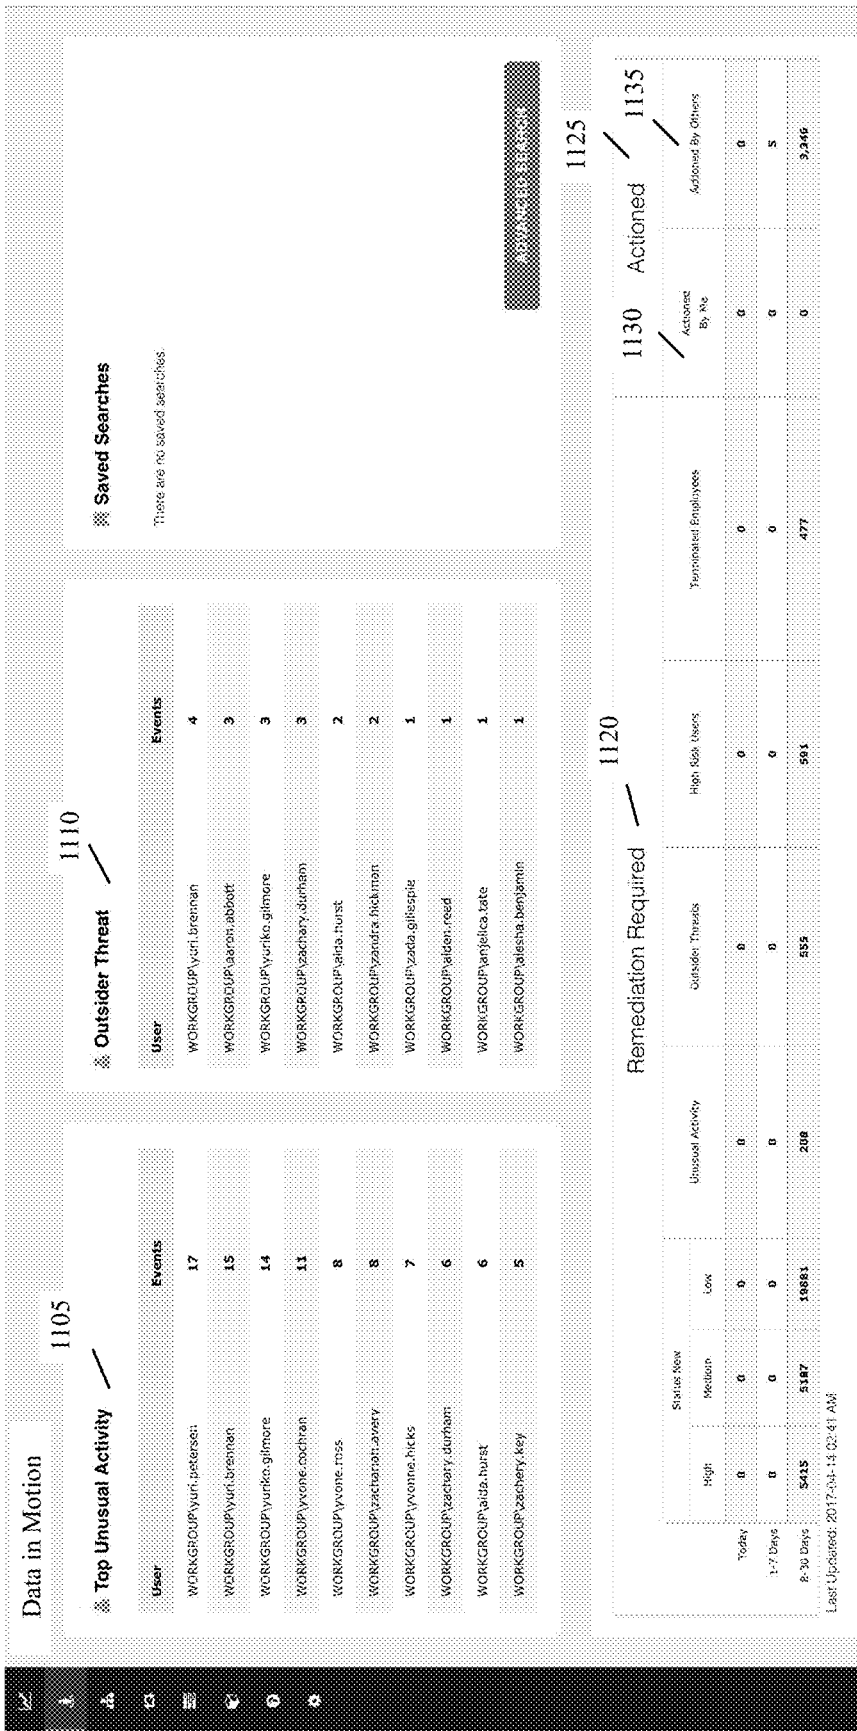 Data in Motion
1105
Top Unusual Activity
User Events
WORKGROUP\yuri.petersen 17
WORKGROUP\yuri.brennan 15
WORKGROUP\yuriko.gilmore 14
WORKGROUP\yvone.cochran 11
WORKGROUP\yvone.ross 8
WORKGROUP\zachariah.avery 8
WORKGROUP\yvonne.hicks 7
WORKGROUP\zachary.durham 6
WORKGROUP\aida.hurst 6
WORKGROUP\zachery.key 5
1110
Outsider Threat
User Events
WORKGROUP\yuri.brennan 4
WORKGROUP\aaron.abbott 3
WORKGROUP\yuriko.gilmore 3
WORKGROUP\zachary.durham 3
WORKGROUP\aida.hurst 2
WORKGROUP\zandra.hickman 2
WORKGROUP\zada.gillespie 1
WORKGROUP\aiden.reed 1
WORKGROUP\anjelica.tate 1
WORKGROUP\alesha.benjamin 1
Saved Searches
There are no saved searches.
ADVANCED SEARCH
1120
1130
1125
1135
Remediation Required Actioned
Status New
High Medium Low Unusual Activity Outsider Threats High Risk Users Terminated Employees Actioned By Me Actioned By Others
Today 0 0 0 0 0 0 0 0 0
1-7 Days 0 0 0 0 0 0 0 0 5
8-30 Days 5415 5187 19881 208 555 591 477 0 3,246
Last Updated: 2017-04-14 02:41 AM